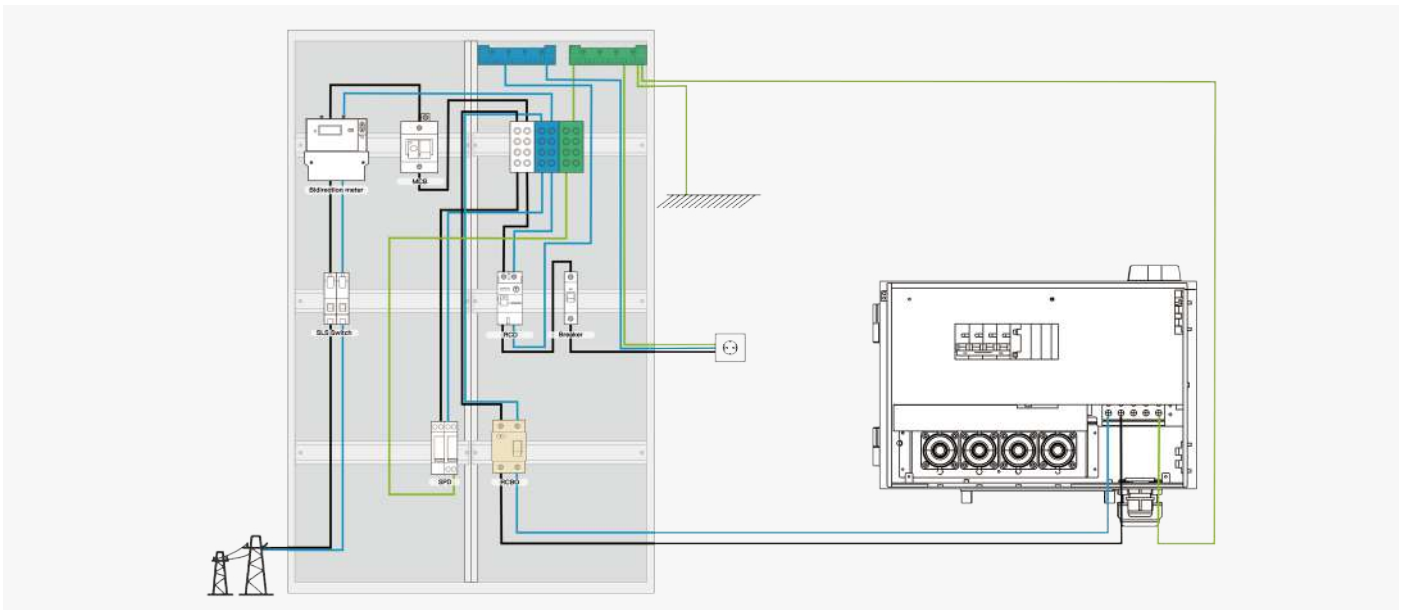 Bidirection meter
MCB
SLS Switch
RCD
Breaker
SPD
RCBO